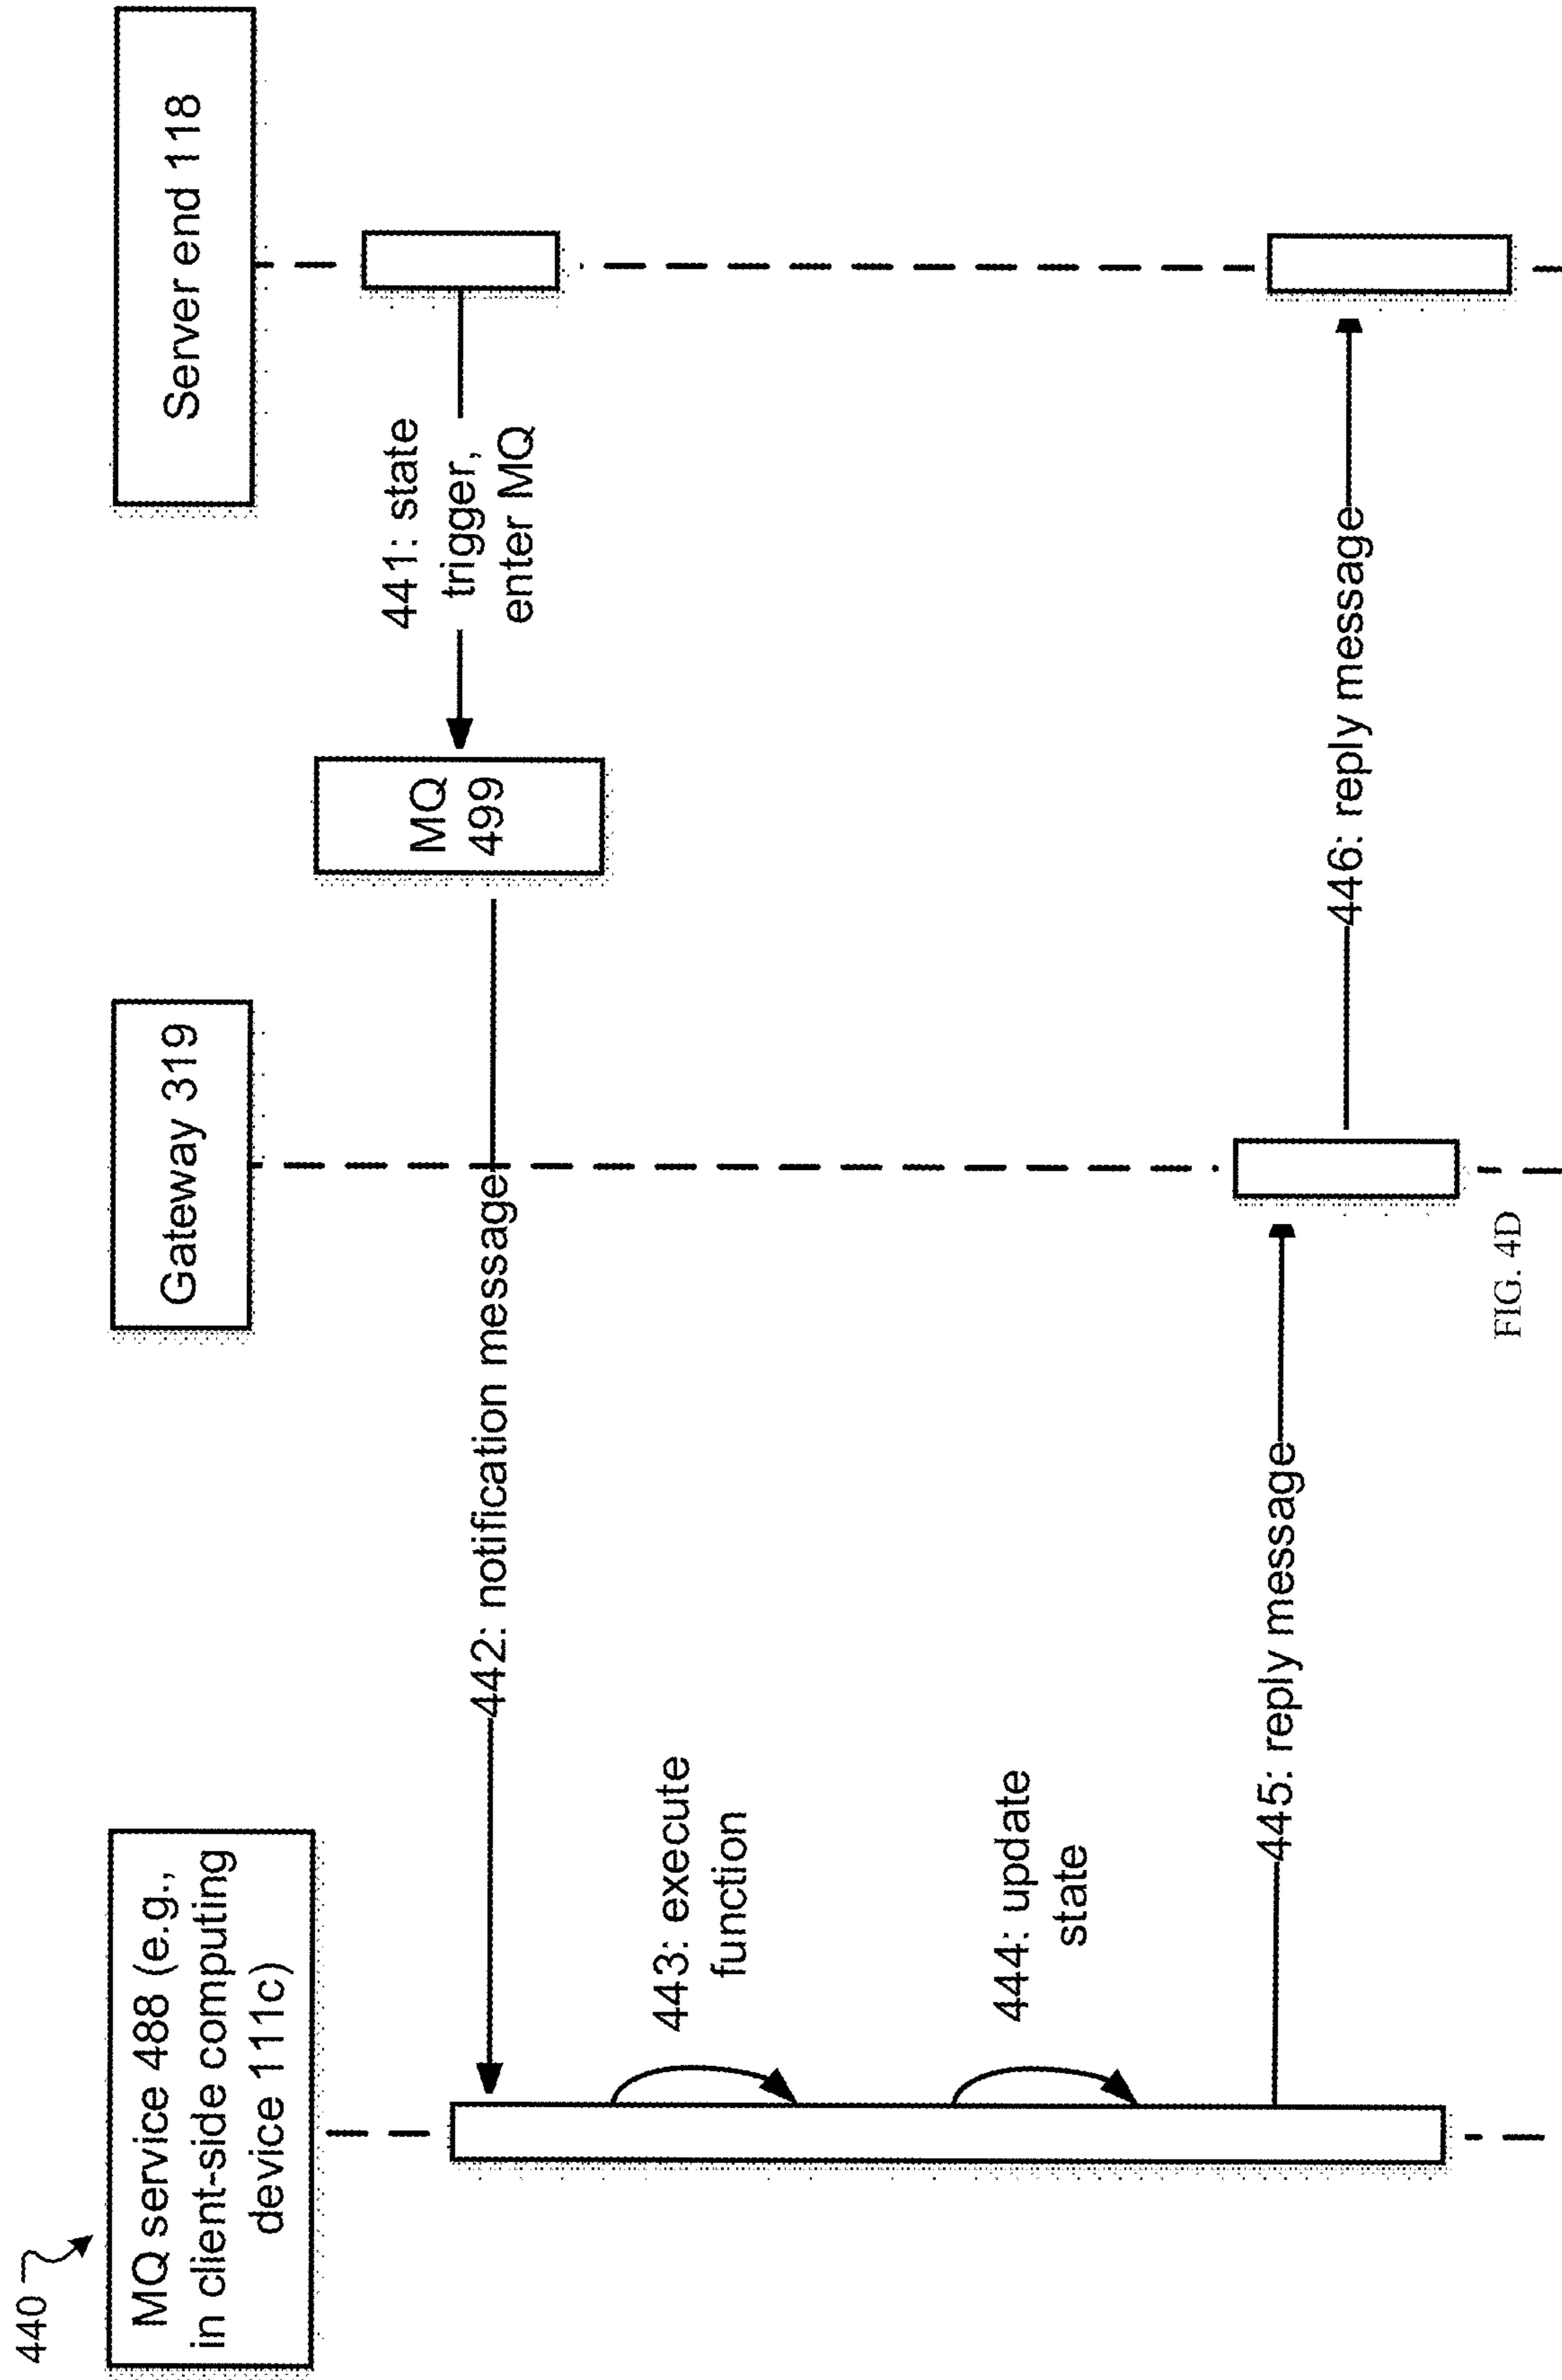 440
MQ service 488 (e.g.,
in client-side computing
device 111c)
Gateway 319
Server end 118
441: state
trigger,
enter MQ
MQ
499
442: notification message
443: execute
function
444: update
state
445: reply message
446: reply message
FIG. 4D